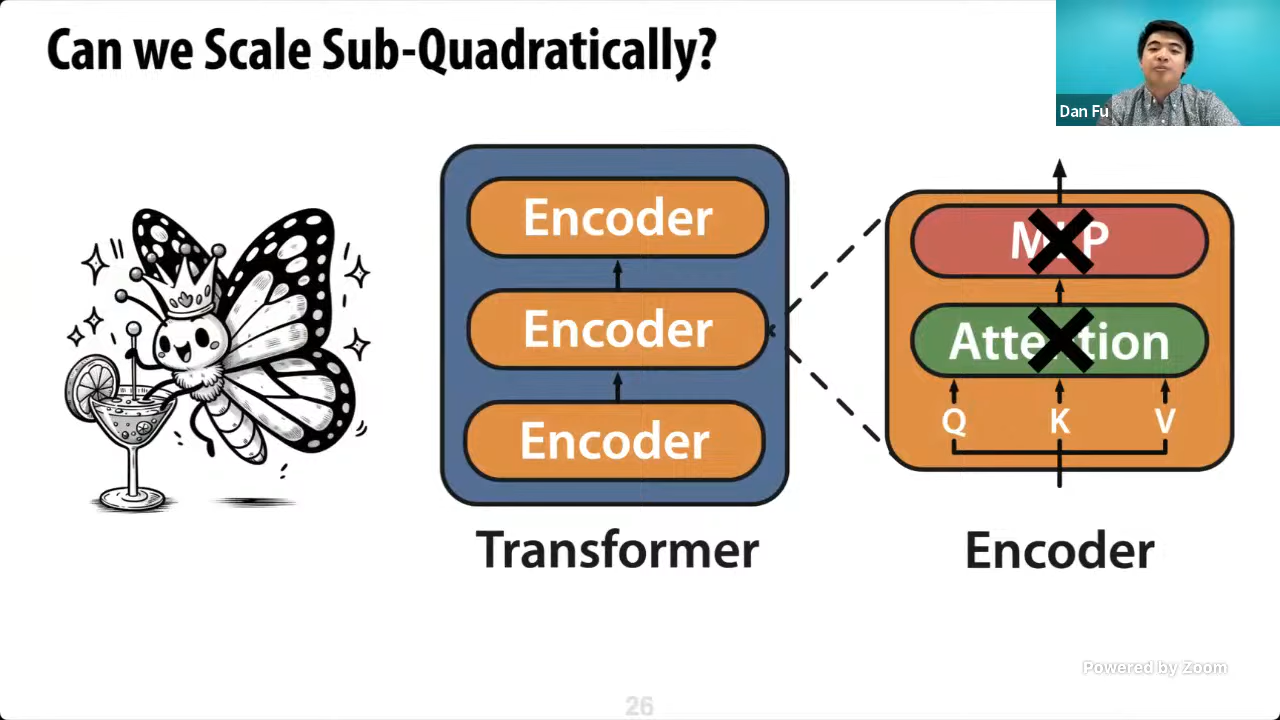 Can we Scale Sub-Quadratically?
Dan Fu
Encoder
Encoder
Encoder
Transformer
MLP
Attention
Q K V
Encoder
Powered by Zoom
26